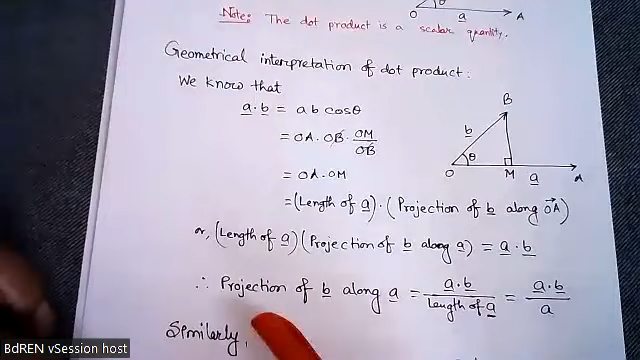 O θ a A
Note: The dot product is a scalar quantity.
Geometrical interpretation of dot product:
We know that
a·b = ab cosθ
= OA · OB · OM/OB
= OA · OM
= (Length of a)·(Projection of b along OA→)
or, (Length of a)(Projection of b along a) = a·b
∴ Projection of b along a = a·b/Length of a = a·b/a
Similarly,
B
b
θ
O M a A
BdREN vSession host